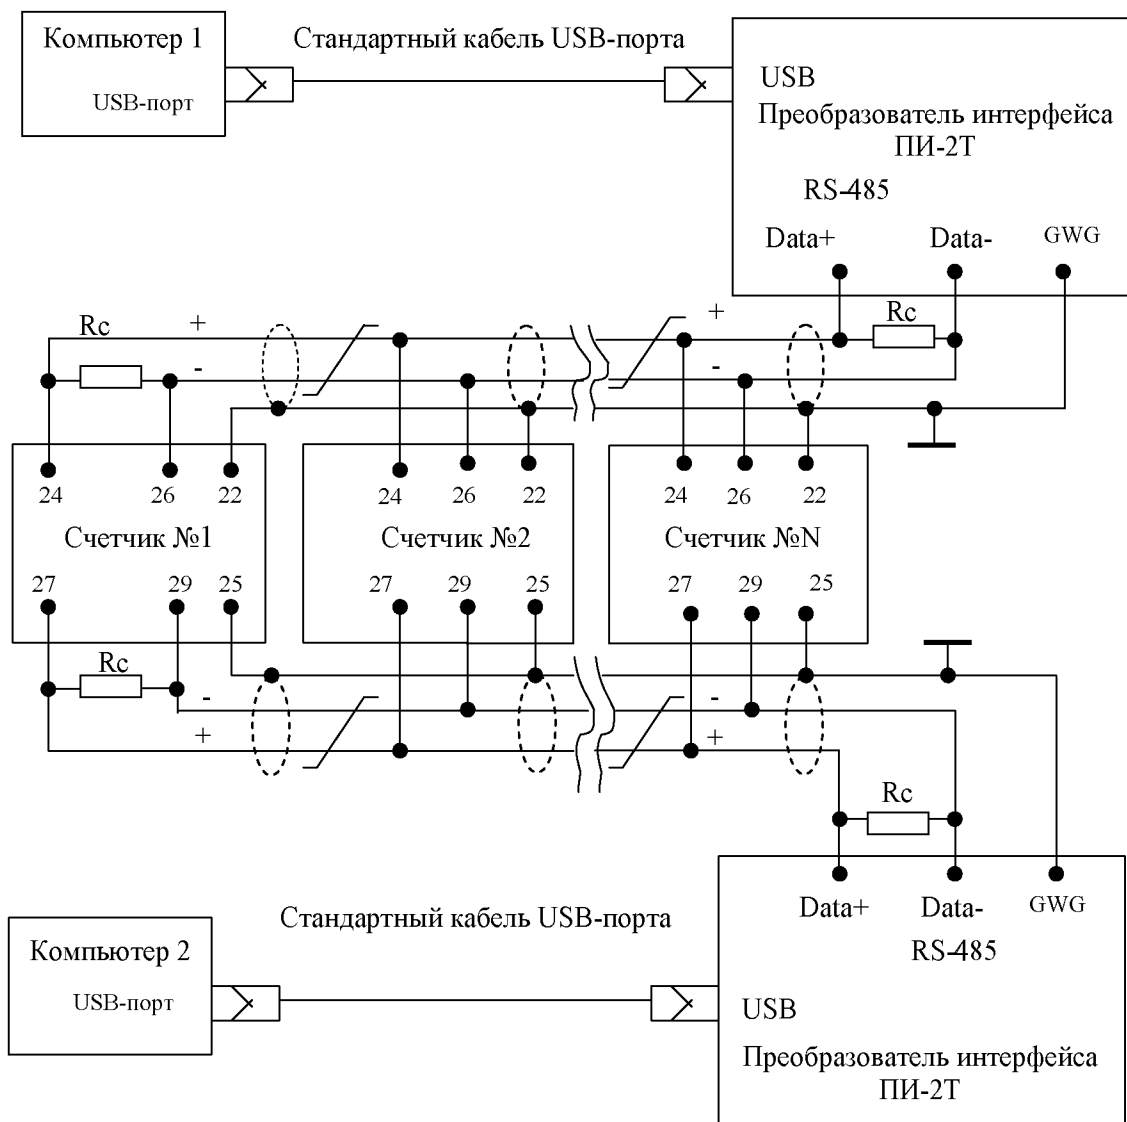 Компьютер 1
Стандартный кабель USB-порта
USB-порт
USB
Преобразователь интерфейса
ПИ-2Т
RS-485
Data+ Data- GWG
Rc + + Rc
- -
24 26 22 24 26 22 24 26 22
Счетчик №1 Счетчик №2 Счетчик №N
27 29 25 27 29 25 27 29 25
Rc
- -
+ +
Rc
Data+ Data- GWG
Стандартный кабель USB-порта
RS-485
Компьютер 2
USB-порт
USB
Преобразователь интерфейса
ПИ-2Т